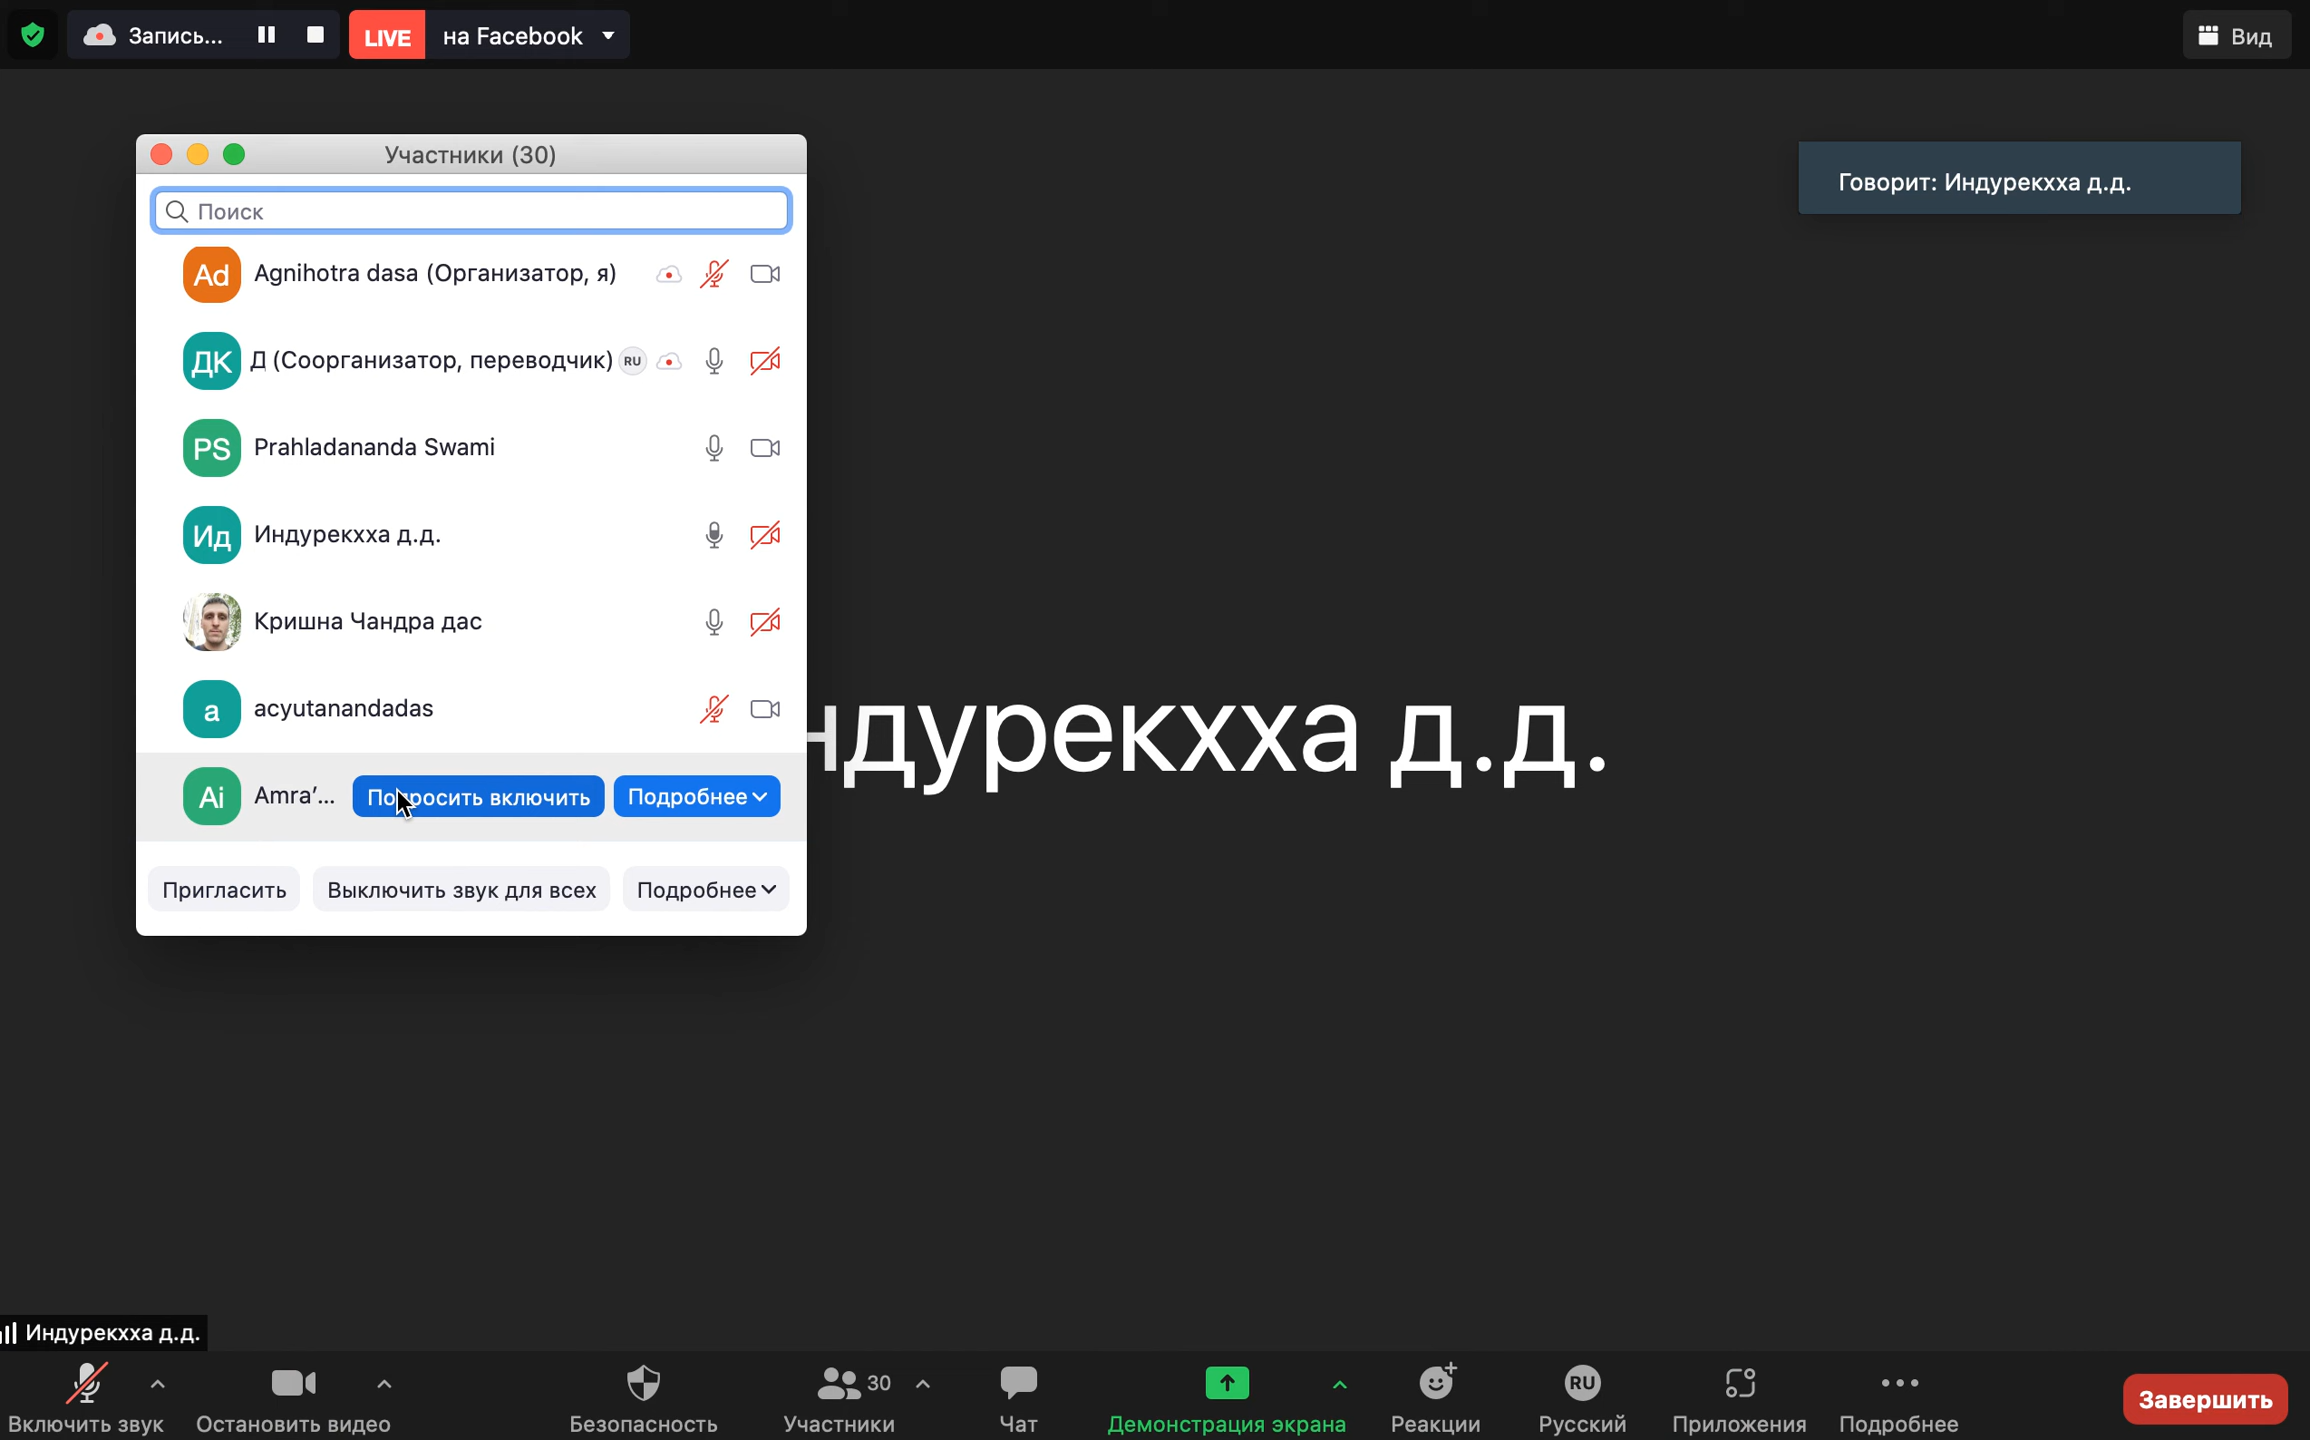 Запись...
LIVE на Facebook
Вид
Участники (30)
Поиск
Говорит: Индурекхха д.д.
Ad Agnihotra dasa (Организатор, я)
ДК Д (Соорганизатор, переводчик) RU
PS Prahladananda Swami
Ид Индурекхха д.д.
Кришна Чандра дас
a acyutanandadas
ндурекхха д.д.
Ai Amra’... Попросить включить Подробнее
Пригласить Выключить звук для всех Подробнее
Индурекхха д.д.
30
RU
Включить звук Остановить видео Безопасность Участники Чат Демонстрация экрана Реакции Русский Приложения Подробнее
Завершить